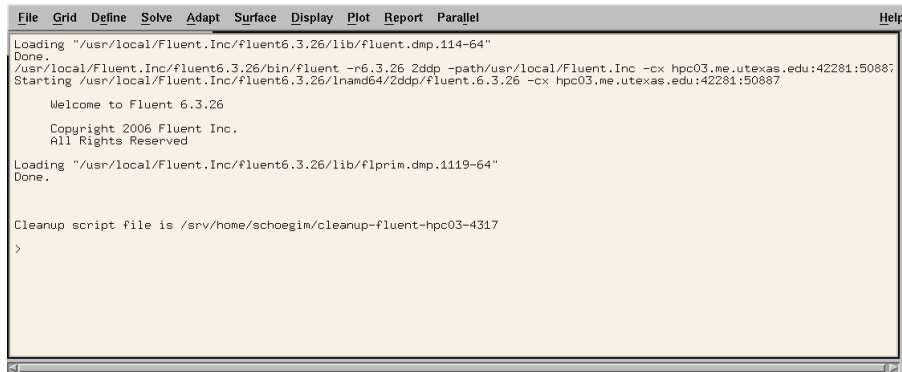 File Grid Define Solve Adapt Surface Display Plot Report Parallel Help
Loading "/usr/local/Fluent.Inc/fluent6.3.26/lib/fluent.dmp.114-64"
Done.
/usr/local/Fluent.Inc/fluent6.3.26/bin/fluent -r6.3.26 2ddp -path/usr/local/Fluent.Inc -cx hpc03.me.utexas.edu:42281:50887
Starting /usr/local/Fluent.Inc/fluent6.3.26/lnamd64/2ddp/fluent.6.3.26 -cx hpc03.me.utexas.edu:42281:50887
Welcome to Fluent 6.3.26
Copyright 2006 Fluent Inc.
All Rights Reserved
Loading "/usr/local/Fluent.Inc/fluent6.3.26/lib/flprim.dmp.1119-64"
Done.
Cleanup script file is /srv/home/schoegim/cleanup-fluent-hpc03-4317
>